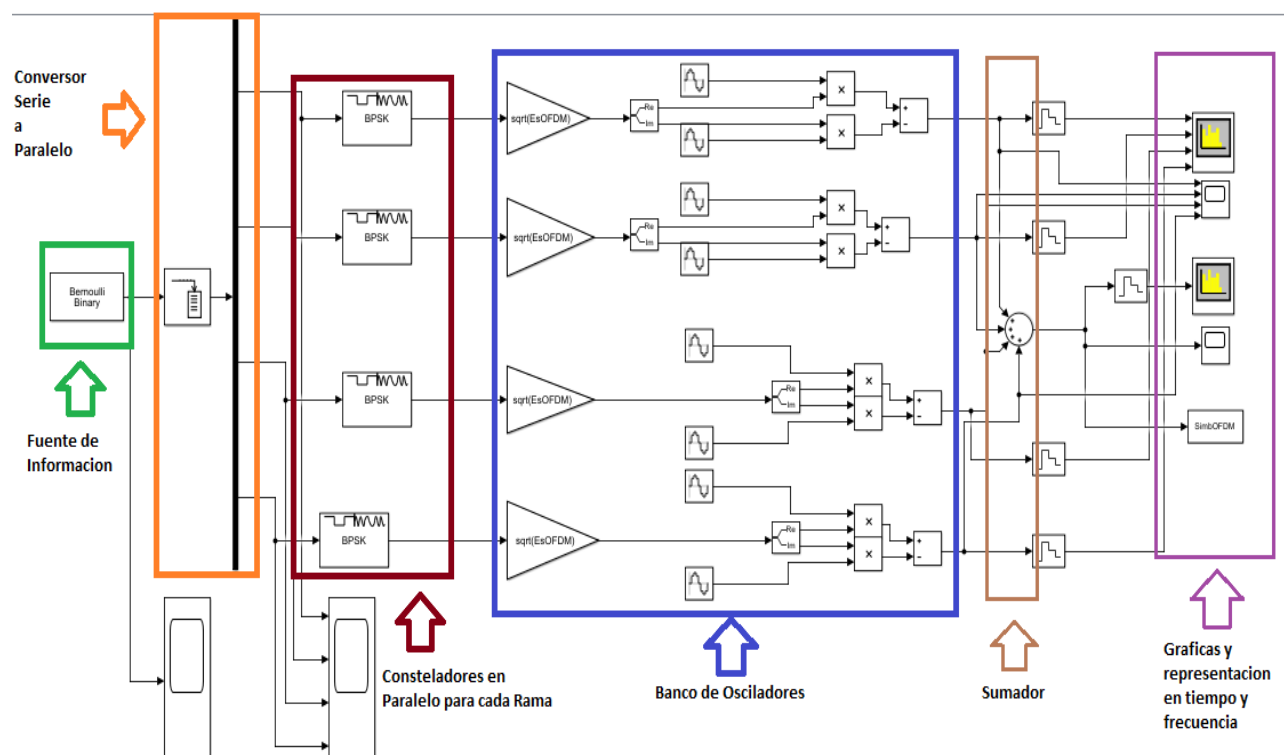 Conversor
Serie
a
Paralelo
Bernoulli
Binary
Fuente de
Informacion
BPSK
BPSK
BPSK
BPSK
Consteladores en
Paralelo para cada Rama
sqrt(EsOFDM)
Re
Im
x
x
+
-
sqrt(EsOFDM)
Re
Im
x
x
+
-
sqrt(EsOFDM)
Re
Im
x
x
+
-
sqrt(EsOFDM)
Re
Im
x
x
+
-
Banco de Osciladores
+
+
+
+
Sumador
SimbOFDM
Graficas y
representacion
en tiempo y
frecuencia